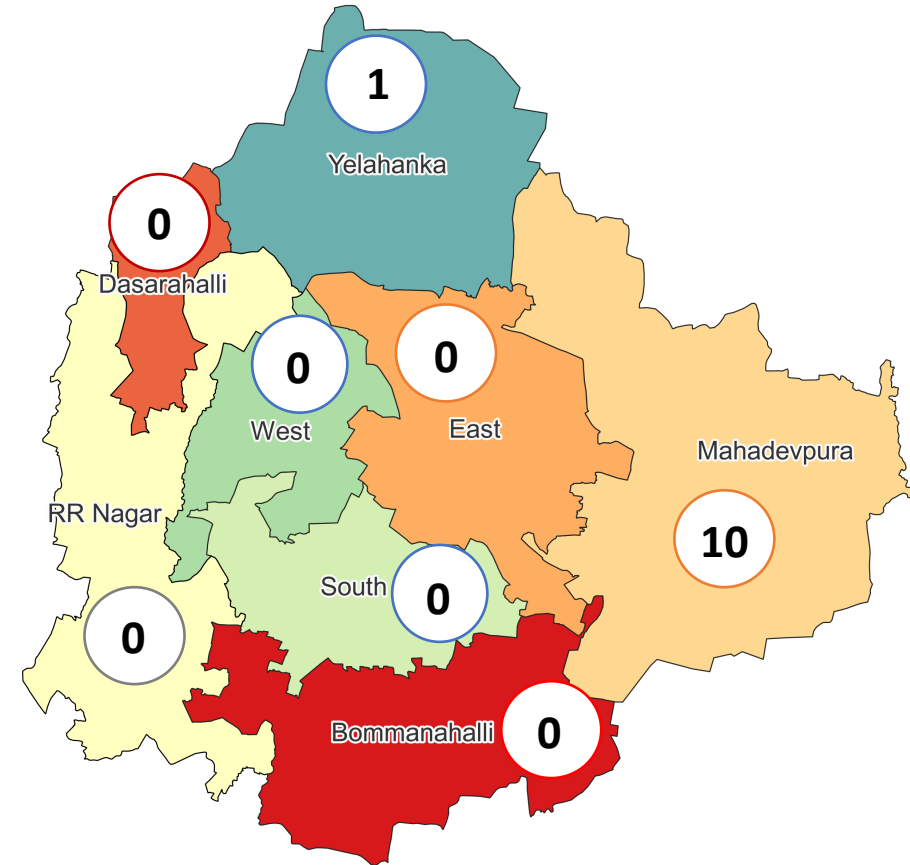 1
Yelahanka
0
Dasarahalli
0
West
0
East
Mahadevpura
10
RR Nagar
0
South
0
Bommanahalli
0